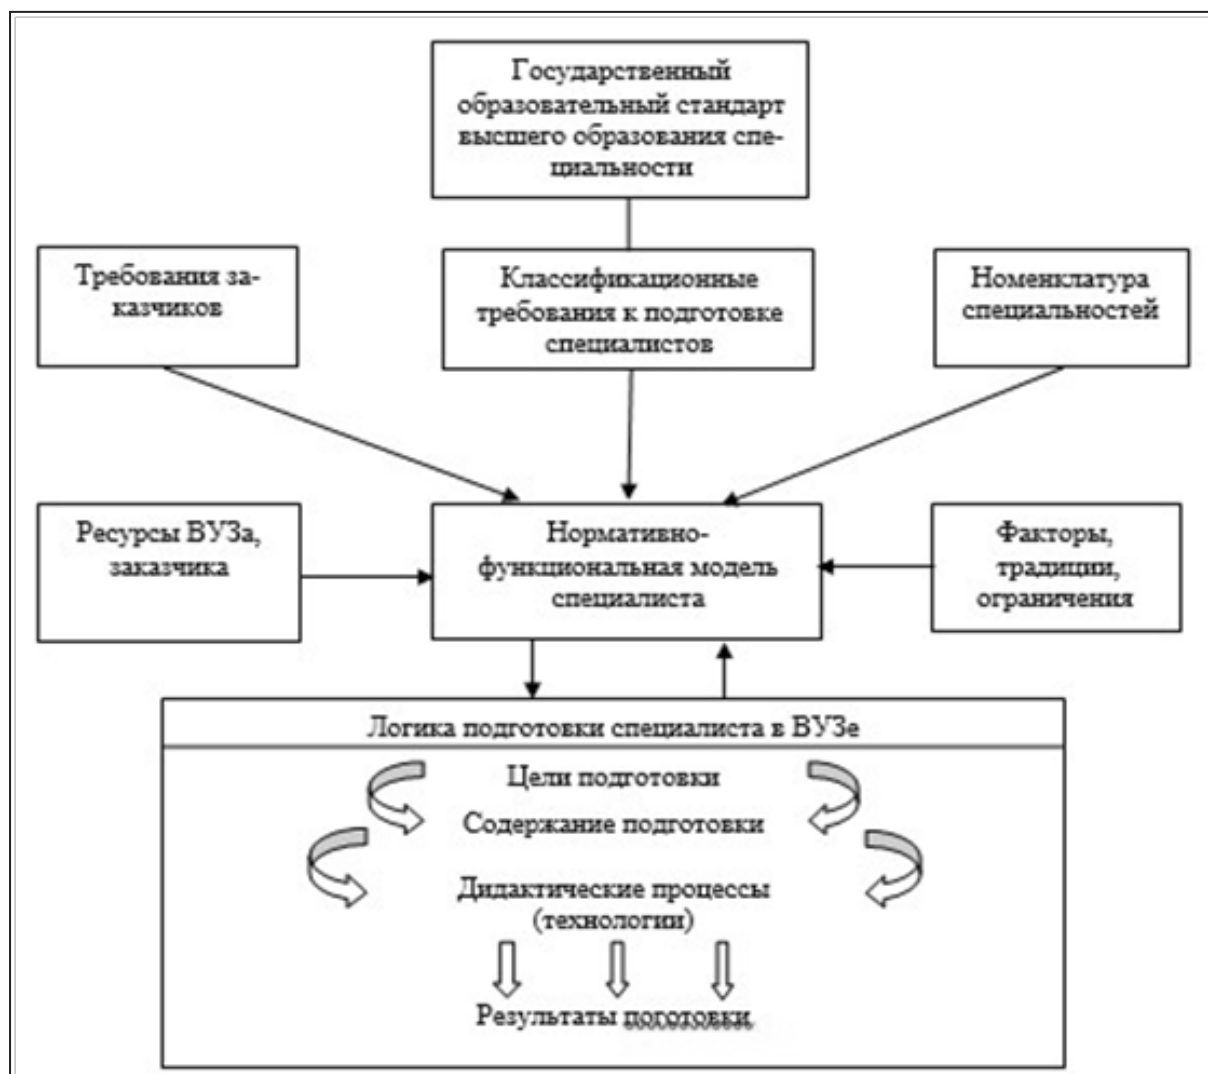 Государственный
образовательный стандарт
высшего образования спе-
циальности
Требования за-
казчиков
Классификационные
требования к подготовке
специалистов
Номенклатура
специальностей
Ресурсы ВУЗа,
заказчика
Нормативно-
функциональная модель
специалиста
Факторы,
традиции,
ограничения
Логика подготовки специалиста в ВУЗе
Цели подготовки
Содержание подготовки
Дидактические процессы
(технологии)
Результаты поготовки